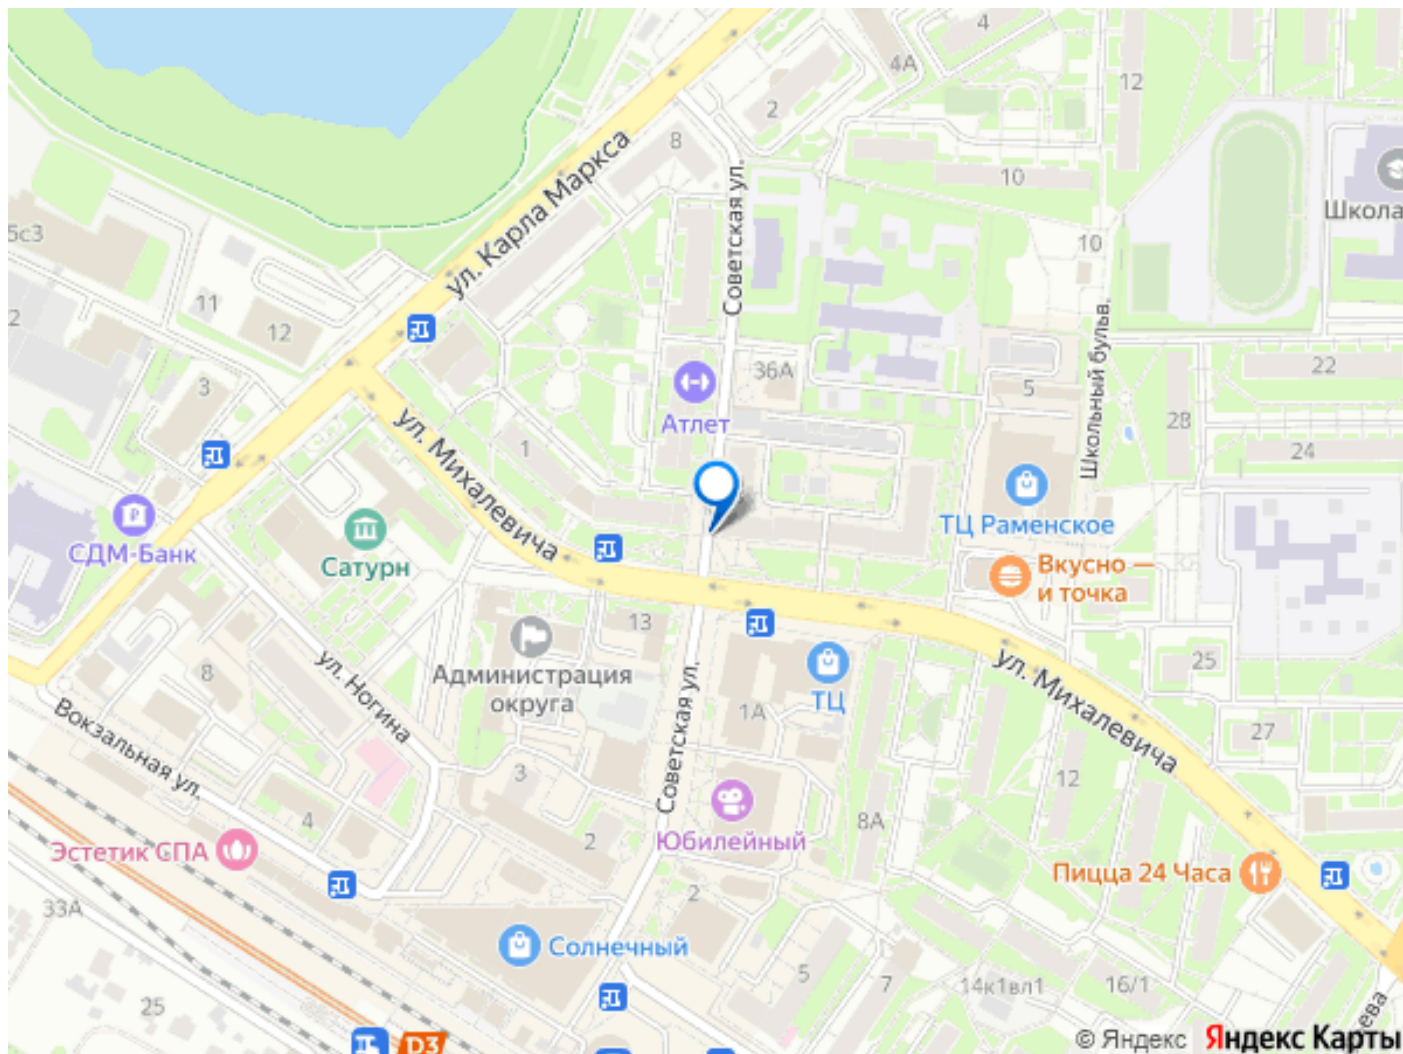 4
4А
12
2
ул. Карла Маркса
8
Советская ул.
10
Школа
5с3
10
11
2
12
Школьный бульв.
36А
22
3
5
Атлет
28
ул. Михалевича
1
24
ТЦ Раменское
СДМ-Банк
Сатурн
Вкусно —
и точка
13
Администрация
округа
ул. Ногина
8
ТЦ
1А
Советская ул.
25
ул. Михалевича
27
Вокзальная ул.
3
12
4
2
Юбилейный
8А
Эстетик СПА
Пицца 24 Часа
33А
2
Солнечный
5
7
14к1вл1
16/1
25
ева
D3
© Яндекс Яндекс Карты